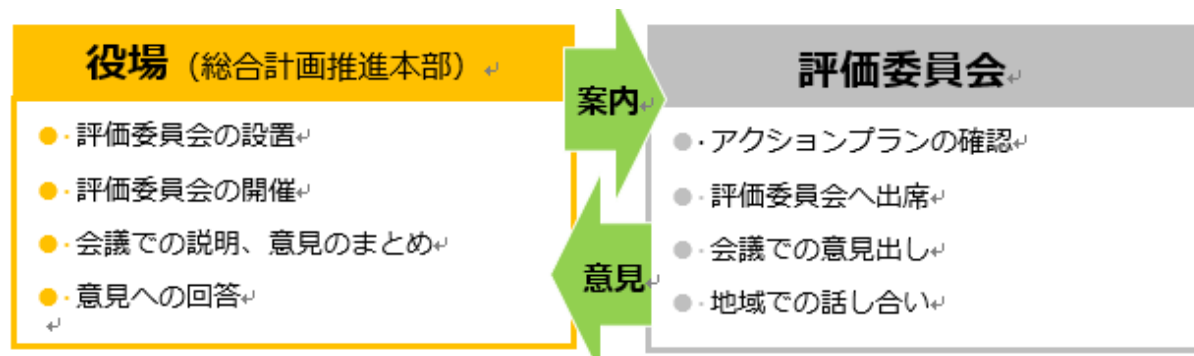 役場（総合計画推進本部）
評価委員会の設置
評価委員会の開催
会議での説明、意見のまとめ
意見への回答
案内
意見
評価委員会
アクションプランの確認
評価委員会へ出席
会議での意見出し
地域での話し合い